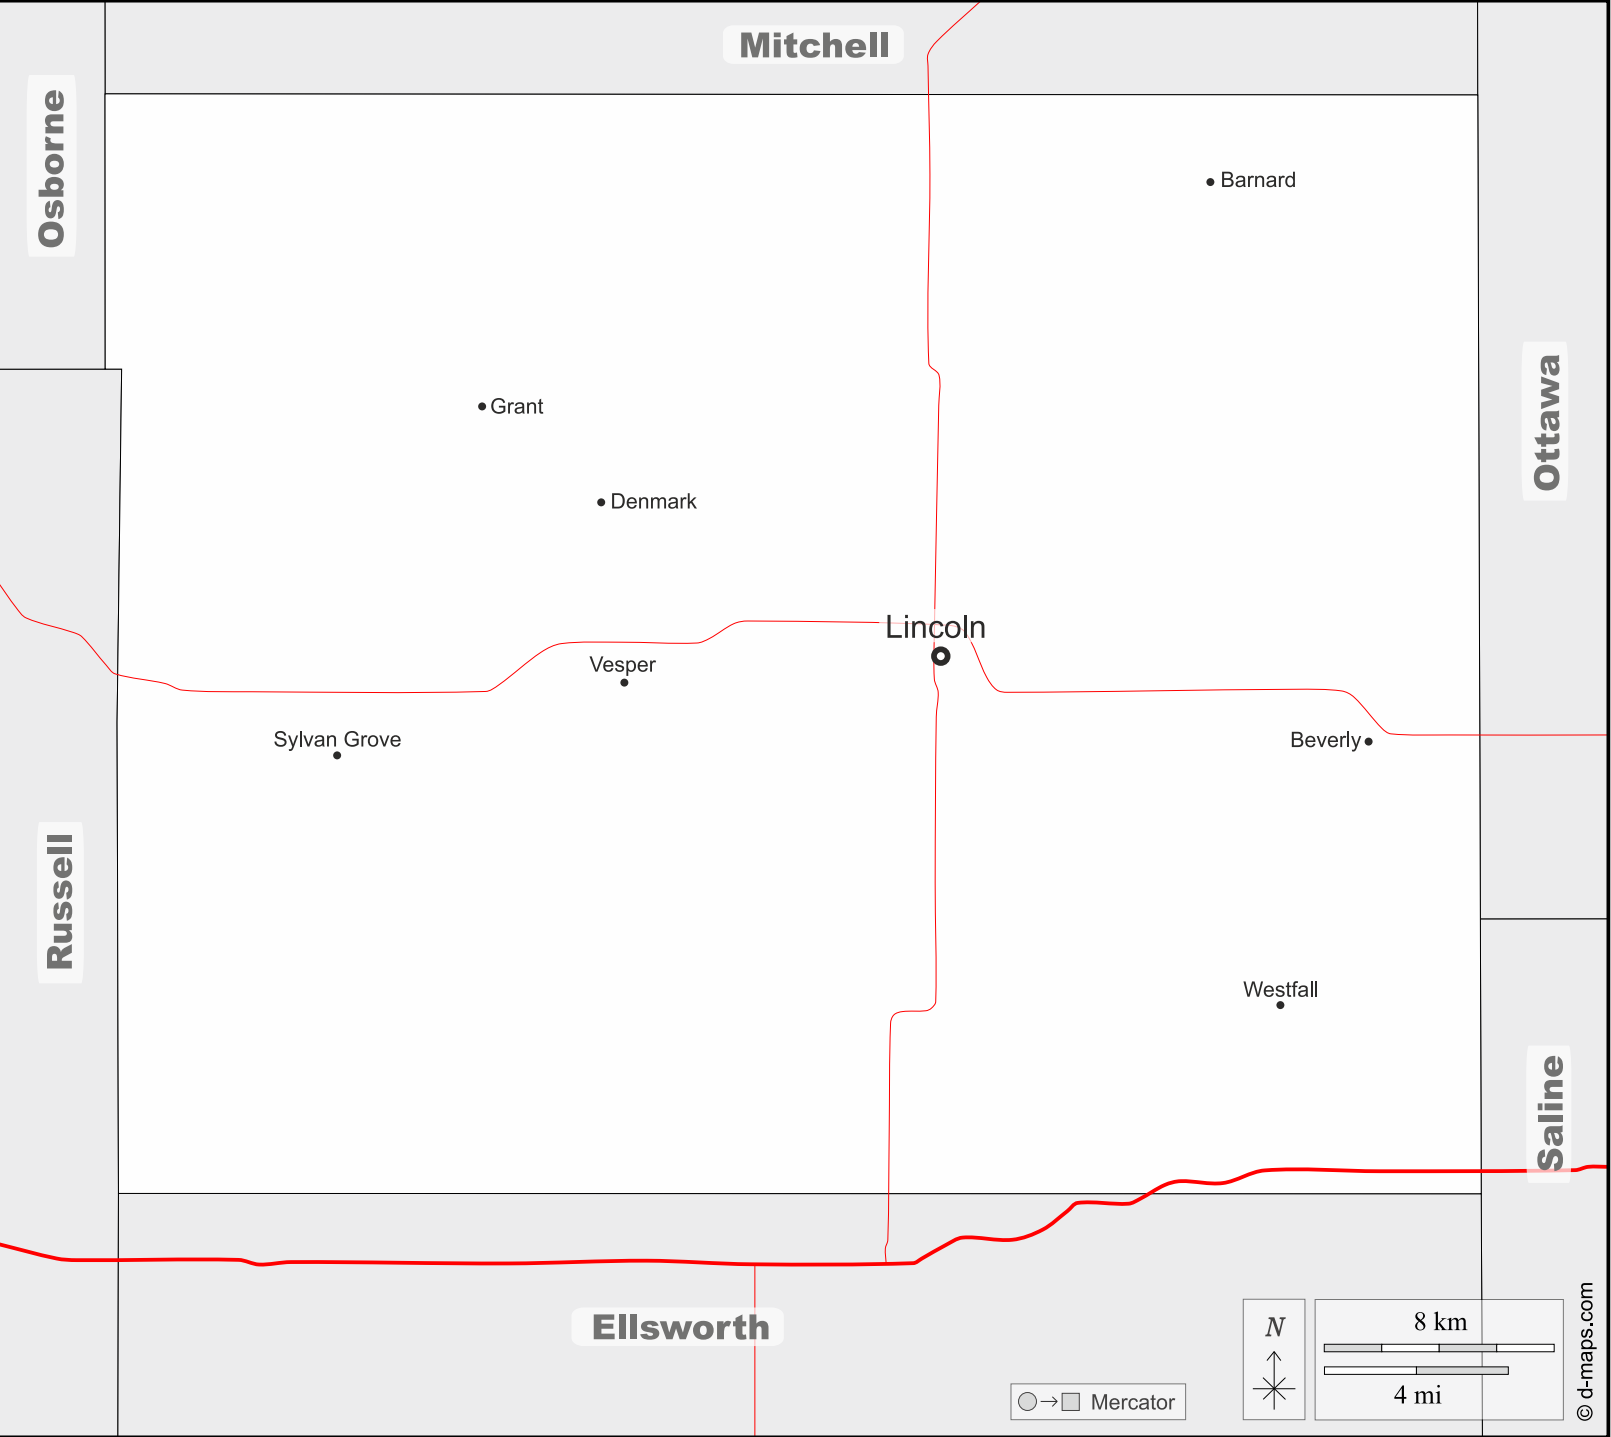 Mitchell
Osborne
Barnard
Ottawa
Grant
Denmark
Lincoln
Vesper
Sylvan Grove
Beverly
Russell
Westfall
Saline
Ellsworth
N
8 km
4 mi
Mercator
© d-maps.com